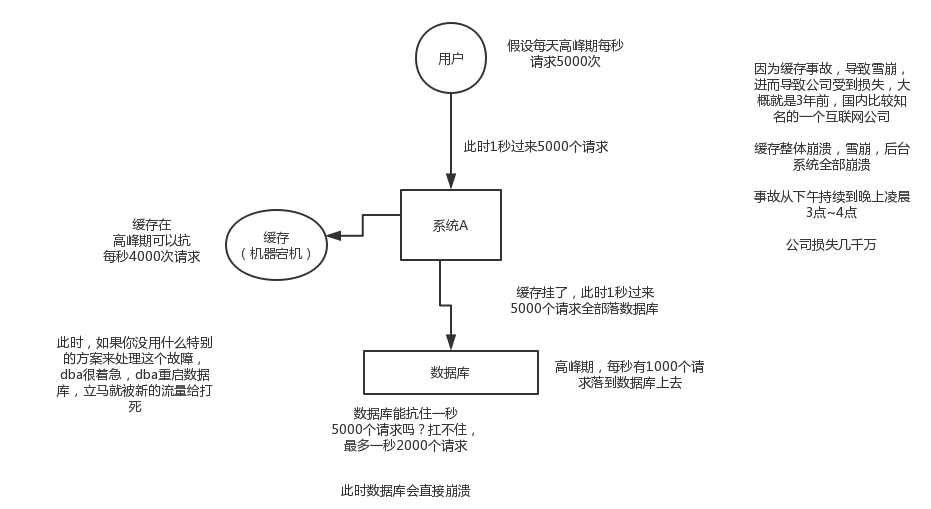 用户
假设每天高峰期每秒
请求5000次
此时1秒过来5000个请求
系统A
缓存
（机器宕机）
缓存在
高峰期可以抗
每秒4000次请求
缓存挂了，此时1秒过来
5000个请求全部落数据库
数据库
高峰期，每秒有1000个请
求落到数据库上去
数据库能抗住一秒
5000个请求吗？扛不住，
最多一秒2000个请求
此时数据库会直接崩溃
此时，如果你没用什么特别
的方案来处理这个故障，
dba很着急，dba重启数据
库，立马就被新的流量给打
死
因为缓存事故，导致雪崩，
进而导致公司受到损失，大
概就是3年前，国内比较知
名的一个互联网公司
缓存整体崩溃，雪崩，后台
系统全部崩溃
事故从下午持续到晚上凌晨
3点~4点
公司损失几千万